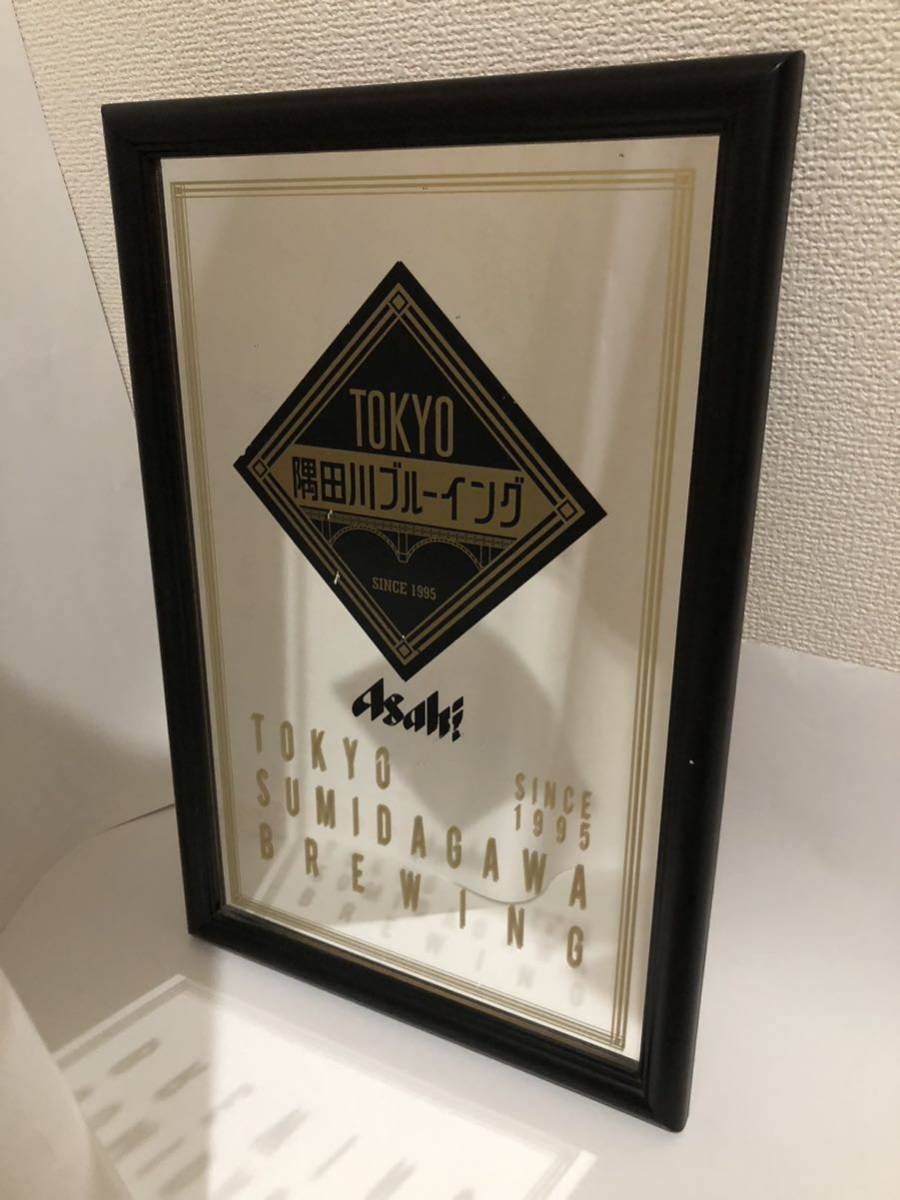 TOKYO
隅田川ブルーイング
SINCE 1995
Asahi
TOKYO
SUMIDAGAWA
BREWING
SINCE
1995